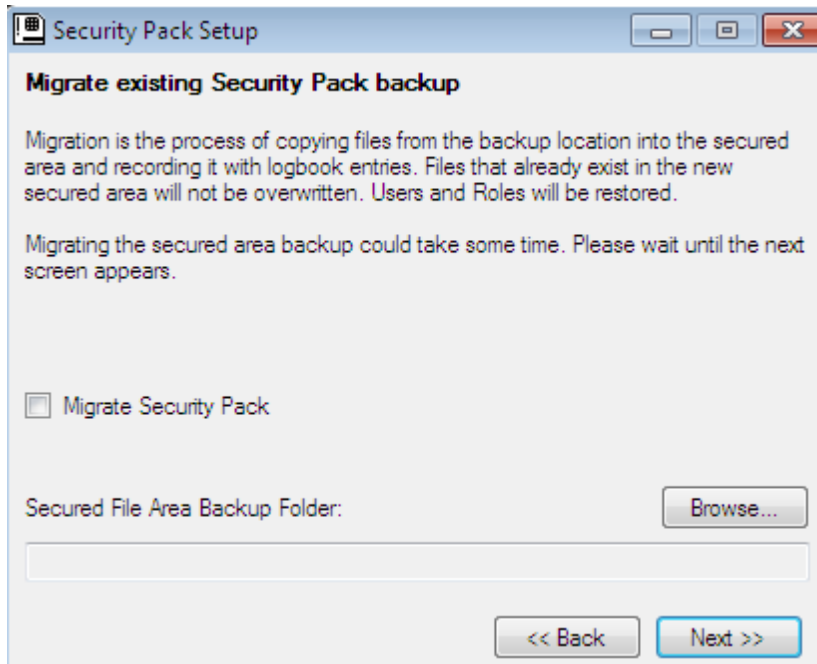 Security Pack Setup
Migrate existing Security Pack backup
Migration is the process of copying files from the backup location into the secured
area and recording it with logbook entries. Files that already exist in the new
secured area will not be overwritten. Users and Roles will be restored.
Migrating the secured area backup could take some time. Please wait until the next
screen appears.
Migrate Security Pack
Secured File Area Backup Folder:
Browse...
<< Back
Next >>